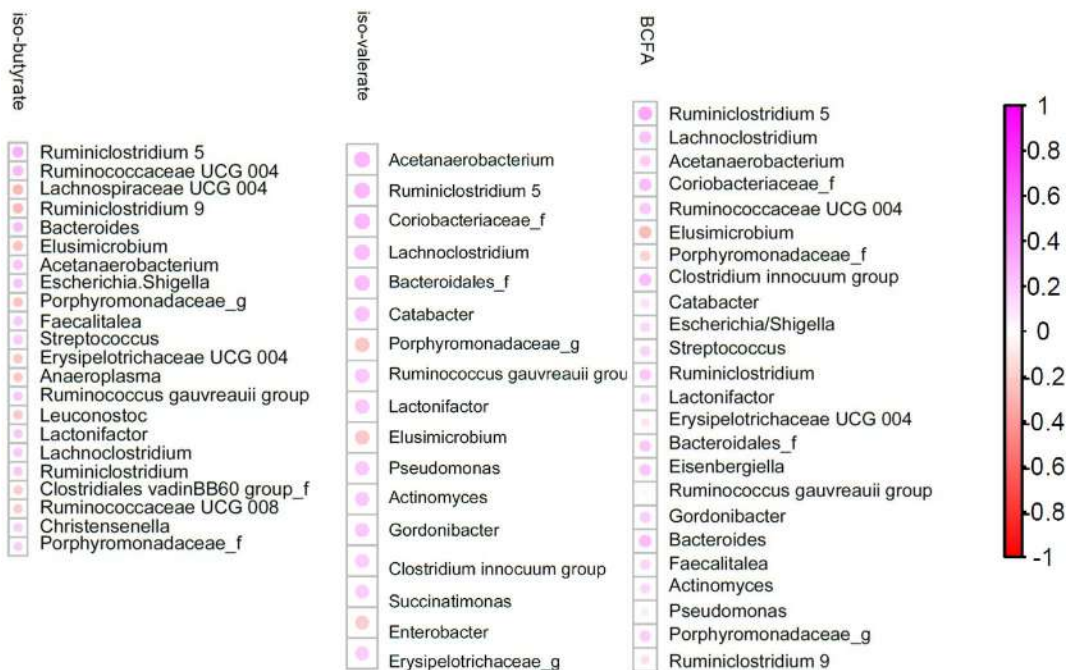 iso-butyrate
Ruminiclostridium 5
Ruminococcaceae UCG 004
Lachnospiraceae UCG 004
Ruminiclostridium 9
Bacteroides
Elusimicrobium
Acetanaerobacterium
Escherichia.Shigella
Porphyromonadaceae_g
Faecalitalea
Streptococcus
Erysipelotrichaceae UCG 004
Anaeroplasma
Ruminococcus gauvreauii group
Leuconostoc
Lactonifactor
Lachnoclostridium
Ruminiclostridium
Clostridiales vadinBB60 group_f
Ruminococcaceae UCG 008
Christensenella
Porphyromonadaceae_f
iso-valerate
Acetanaerobacterium
Ruminiclostridium 5
Coriobacteriaceae_f
Lachnoclostridium
Bacteroidales_f
Catabacter
Porphyromonadaceae_g
Ruminococcus gauvreauii grou
Lactonifactor
Elusimicrobium
Pseudomonas
Actinomyces
Gordonibacter
Clostridium innocuum group
Succinatimonas
Enterobacter
Erysipelotrichaceae_g
BCFA
Ruminiclostridium 5
Lachnoclostridium
Acetanaerobacterium
Coriobacteriaceae_f
Ruminococcaceae UCG 004
Elusimicrobium
Porphyromonadaceae_f
Clostridium innocuum group
Catabacter
Escherichia/Shigella
Streptococcus
Ruminiclostridium
Lactonifactor
Erysipelotrichaceae UCG 004
Bacteroidales_f
Eisenbergiella
Ruminococcus gauvreauii group
Gordonibacter
Bacteroides
Faecalitalea
Actinomyces
Pseudomonas
Porphyromonadaceae_g
Ruminiclostridium 9
1
0.8
0.6
0.4
0.2
0
-0.2
-0.4
-0.6
-0.8
-1